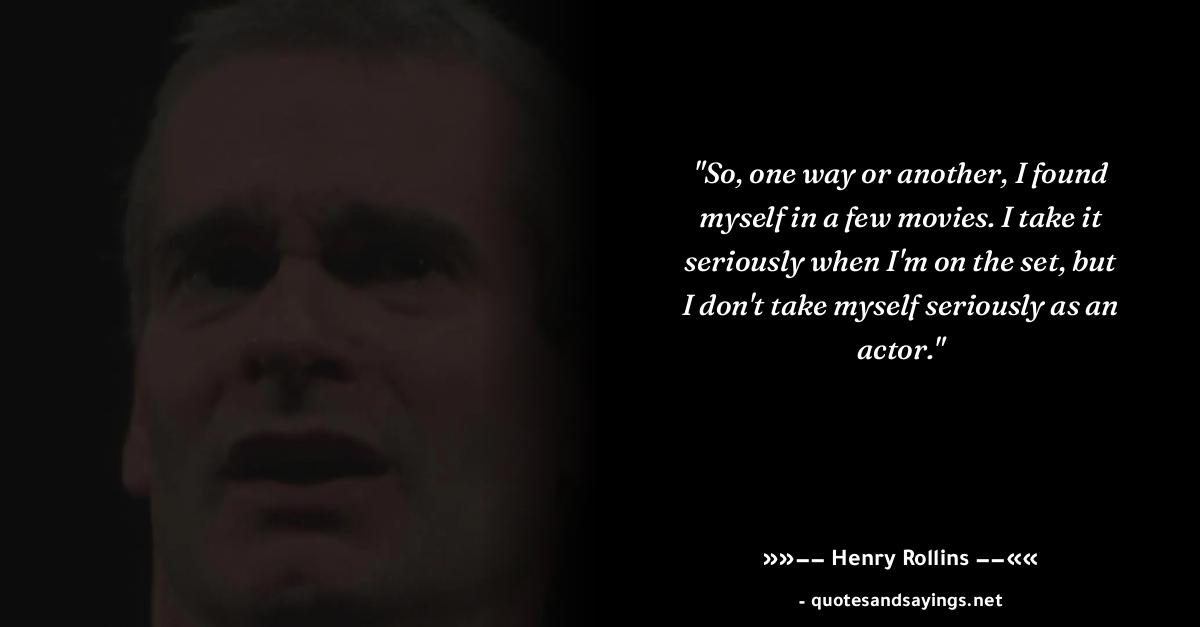 "So, one way or another, I found
myself in a few movies. I take it
seriously when I'm on the set, but
I don't take myself seriously as an
actor."
»»−− Henry Rollins −−««
- quotesandsayings.net